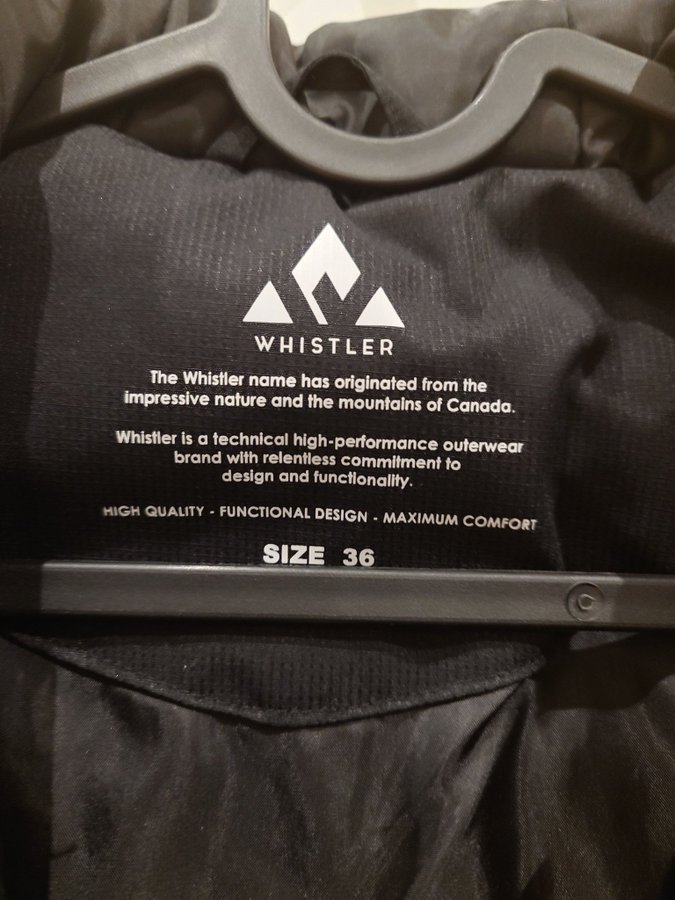 WHISTLER
The Whistler name has originated from the
impressive nature and the mountains of Canada.
Whistler is a technical high-performance outerwear
brand with relentless commitment to
design and functionality.
HIGH QUALITY - FUNCTIONAL DESIGN - MAXIMUM COMFORT
SIZE 36